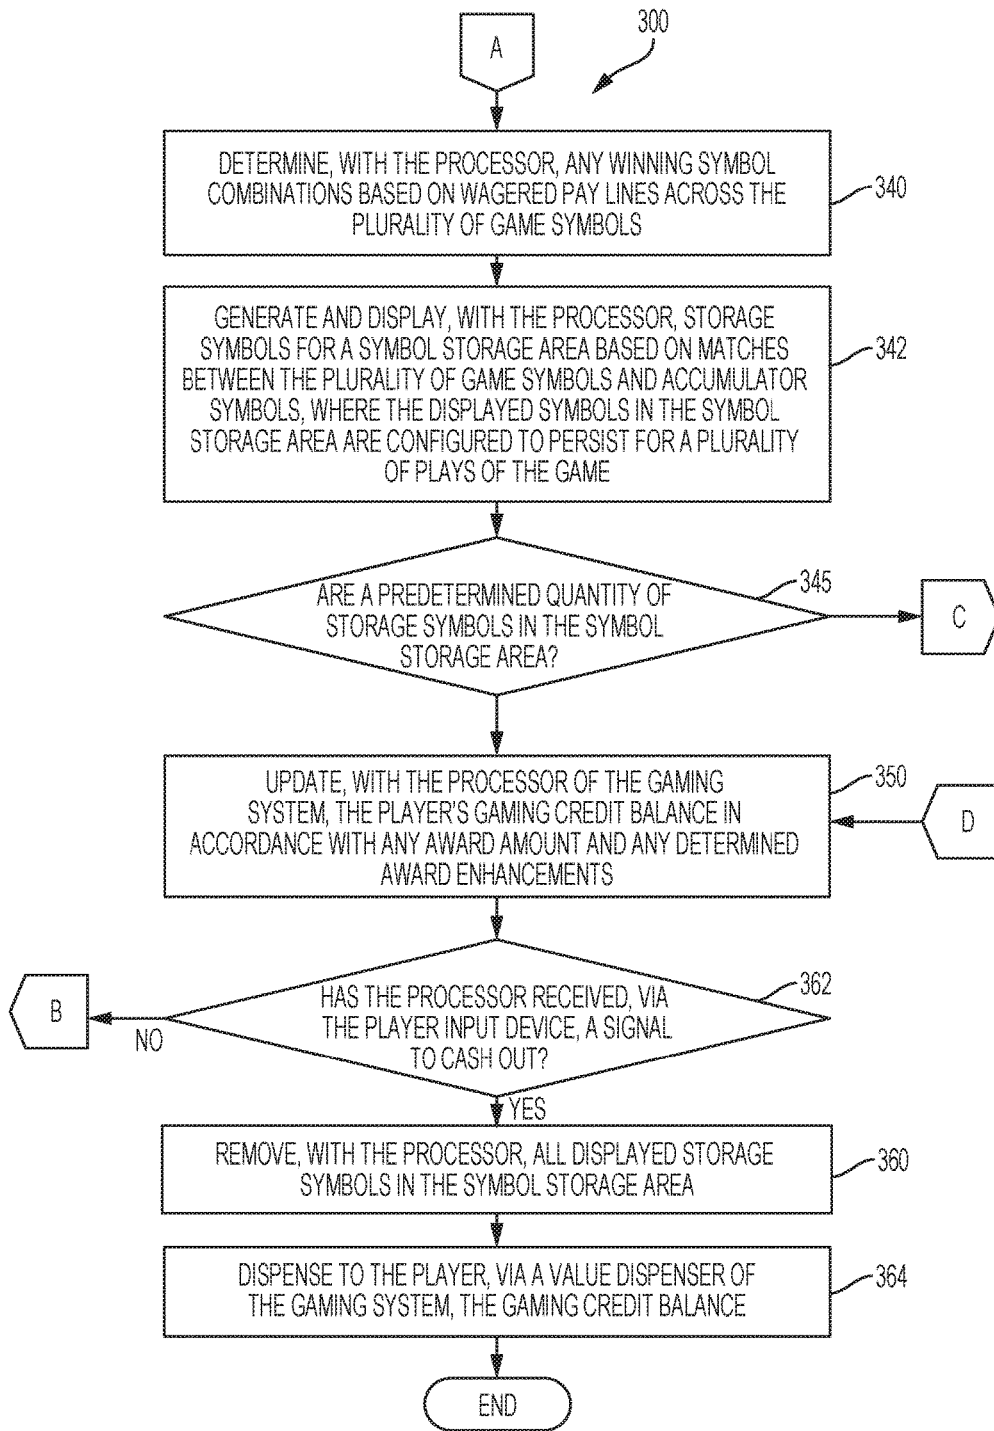 300
A
DETERMINE, WITH THE PROCESSOR, ANY WINNING SYMBOL
COMBINATIONS BASED ON WAGERED PAY LINES ACROSS THE
PLURALITY OF GAME SYMBOLS
340
GENERATE AND DISPLAY, WITH THE PROCESSOR, STORAGE
SYMBOLS FOR A SYMBOL STORAGE AREA BASED ON MATCHES
BETWEEN THE PLURALITY OF GAME SYMBOLS AND ACCUMULATOR
SYMBOLS, WHERE THE DISPLAYED SYMBOLS IN THE SYMBOL
STORAGE AREA ARE CONFIGURED TO PERSIST FOR A PLURALITY
OF PLAYS OF THE GAME
342
ARE A PREDETERMINED QUANTITY OF
STORAGE SYMBOLS IN THE SYMBOL
STORAGE AREA?
345
C
UPDATE, WITH THE PROCESSOR OF THE GAMING
SYSTEM, THE PLAYER'S GAMING CREDIT BALANCE IN
ACCORDANCE WITH ANY AWARD AMOUNT AND ANY DETERMINED
AWARD ENHANCEMENTS
350
D
HAS THE PROCESSOR RECEIVED, VIA
THE PLAYER INPUT DEVICE, A SIGNAL
TO CASH OUT?
362
B
NO
YES
REMOVE, WITH THE PROCESSOR, ALL DISPLAYED STORAGE
SYMBOLS IN THE SYMBOL STORAGE AREA
360
DISPENSE TO THE PLAYER, VIA A VALUE DISPENSER OF
THE GAMING SYSTEM, THE GAMING CREDIT BALANCE
364
END